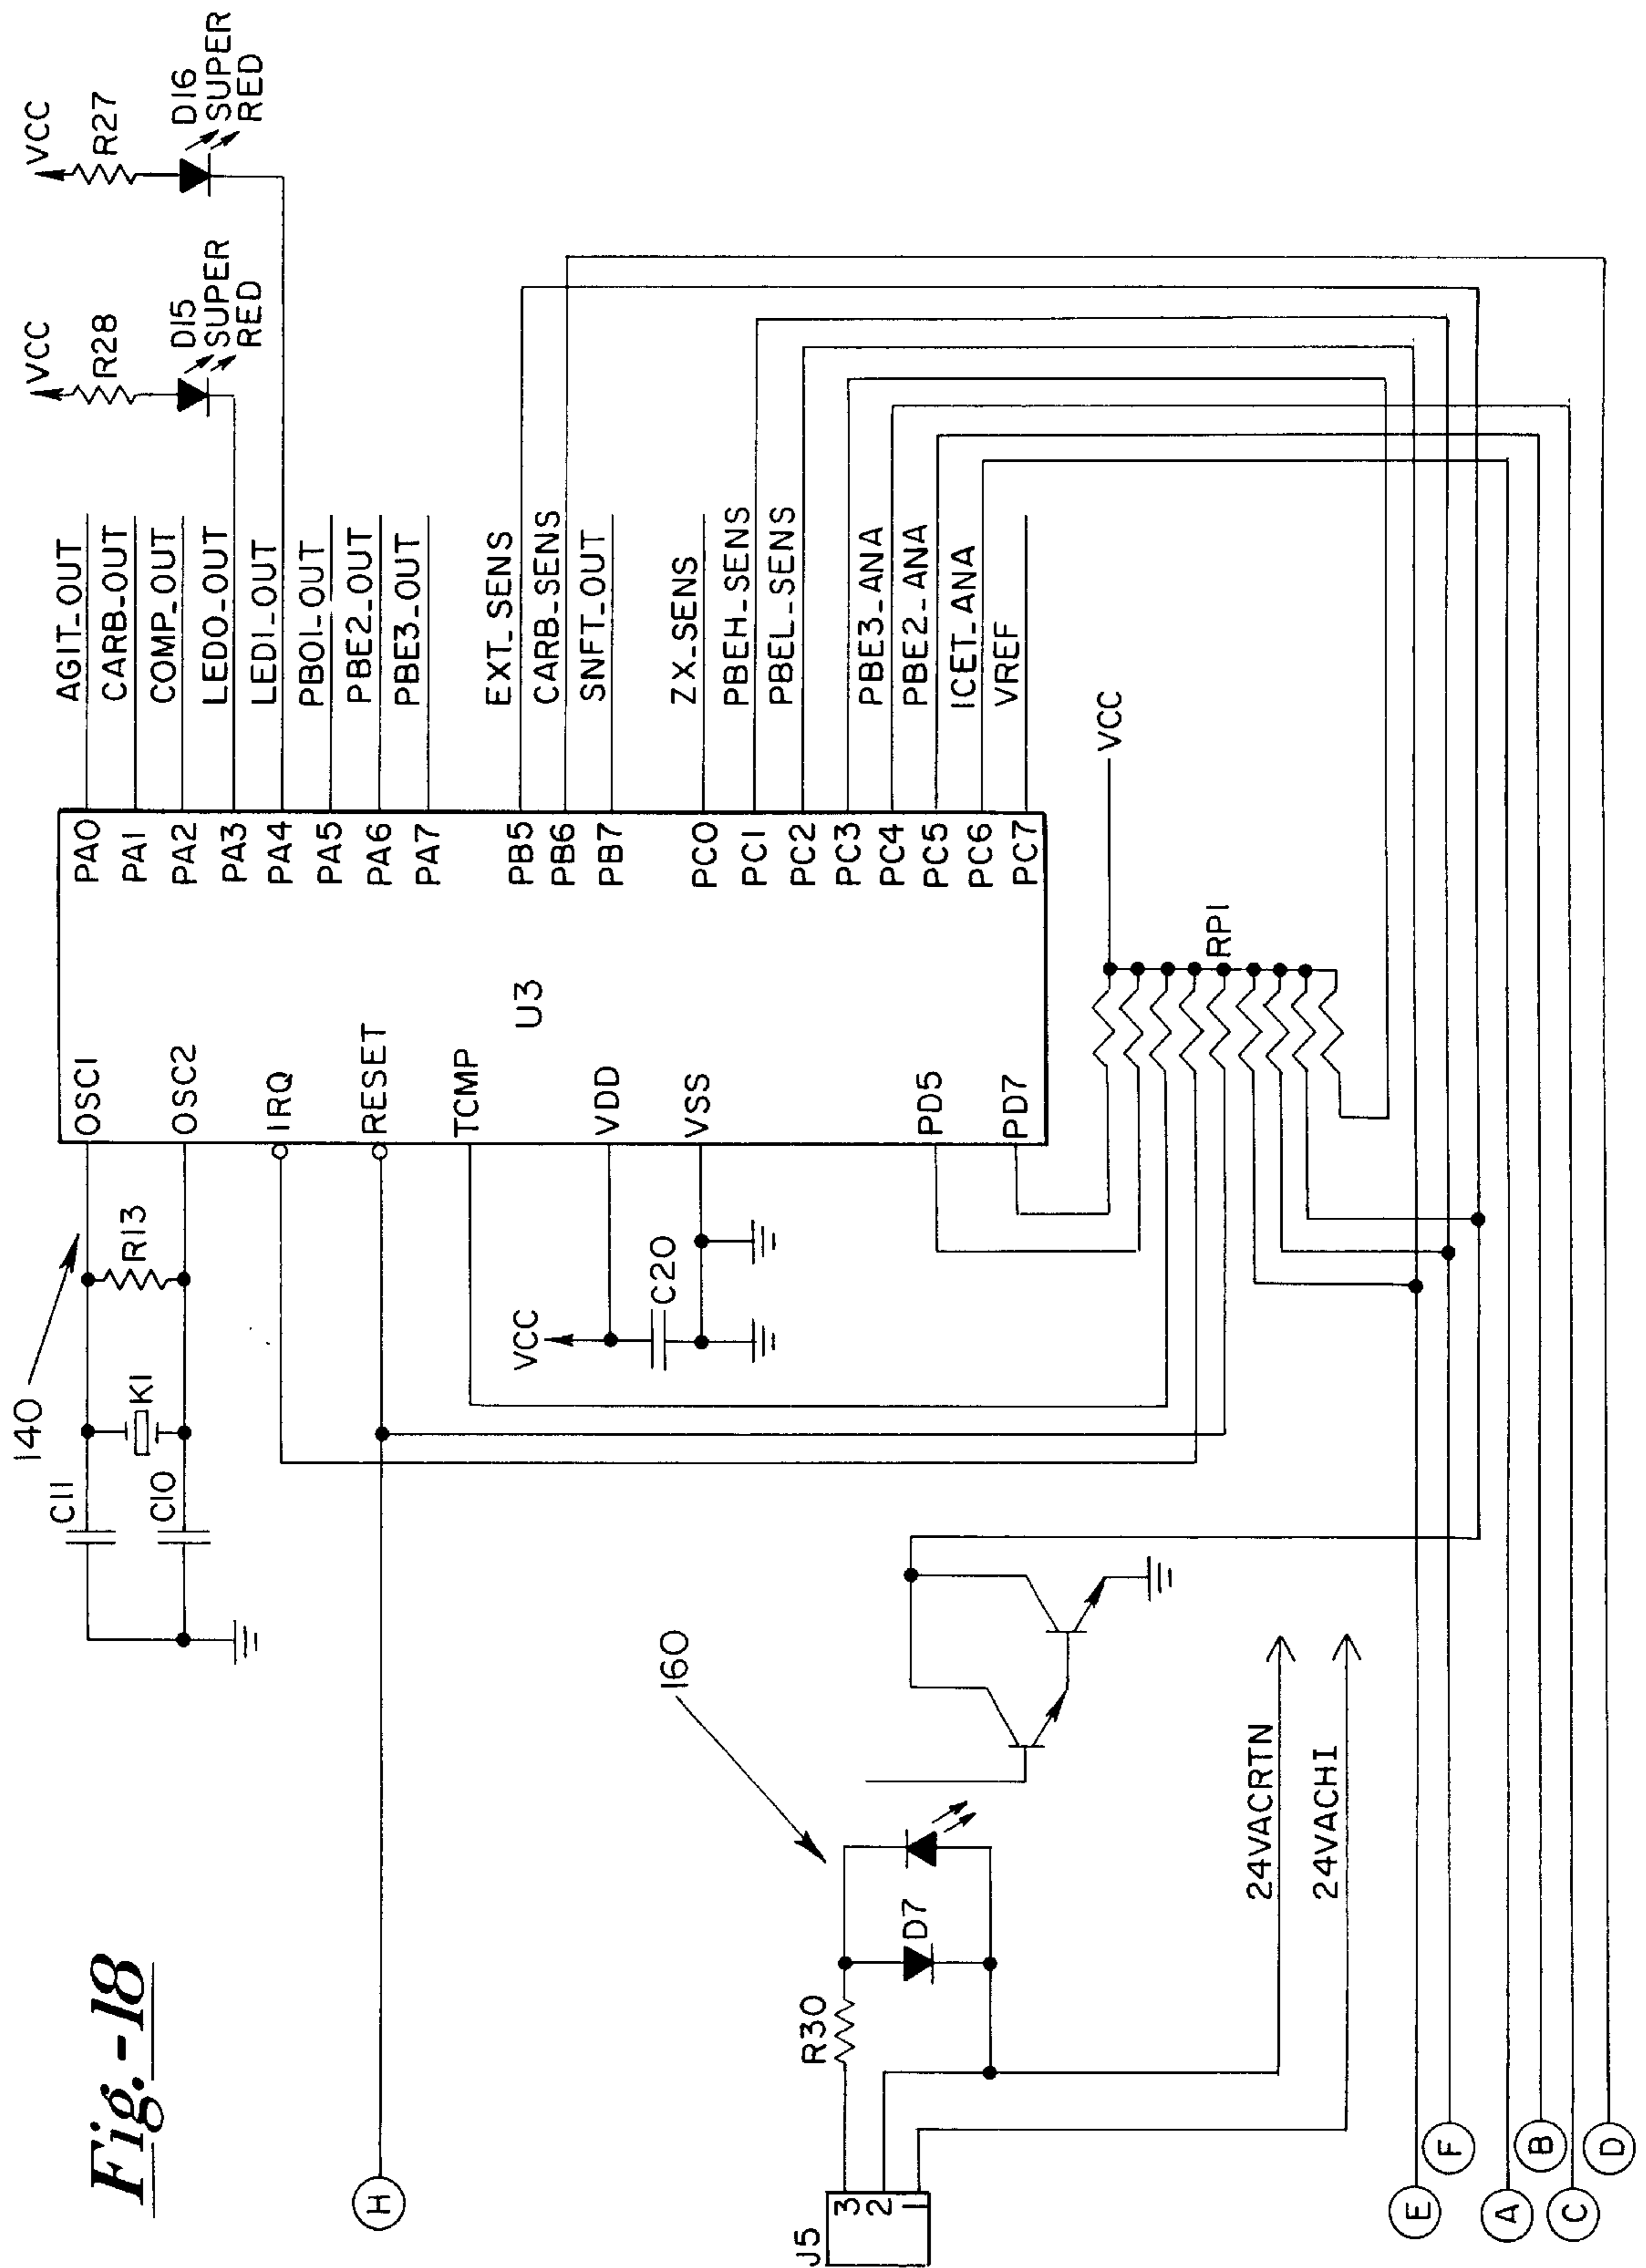 Fig.-18
140
C11
C10
K1
R13
OSC1
OSC2
IRQ
RESET
TCMP
VDD
VSS
PD5
PD7
U3
PA0
PA1
PA2
PA3
PA4
PA5
PA6
PA7
PB5
PB6
PB7
PC0
PC1
PC2
PC3
PC4
PC5
PC6
PC7
AGIT_OUT
CARB_OUT
COMP_OUT
LED0_OUT
LED1_OUT
PB01_OUT
PBE2_OUT
PBE3_OUT
EXT_SENS
CARB_SENS
SNFT_OUT
ZX_SENS
PBEH_SENS
PBEL_SENS
PBE3_ANA
PBE2_ANA
ICET_ANA
VREF
VCC
R28
D15
SUPER
RED
VCC
R27
D16
SUPER
RED
VCC
C20
VCC
RP1
H
160
J5
3
2
1
R30
D7
24VACRTN
24VACHI
E
F
A
B
C
D